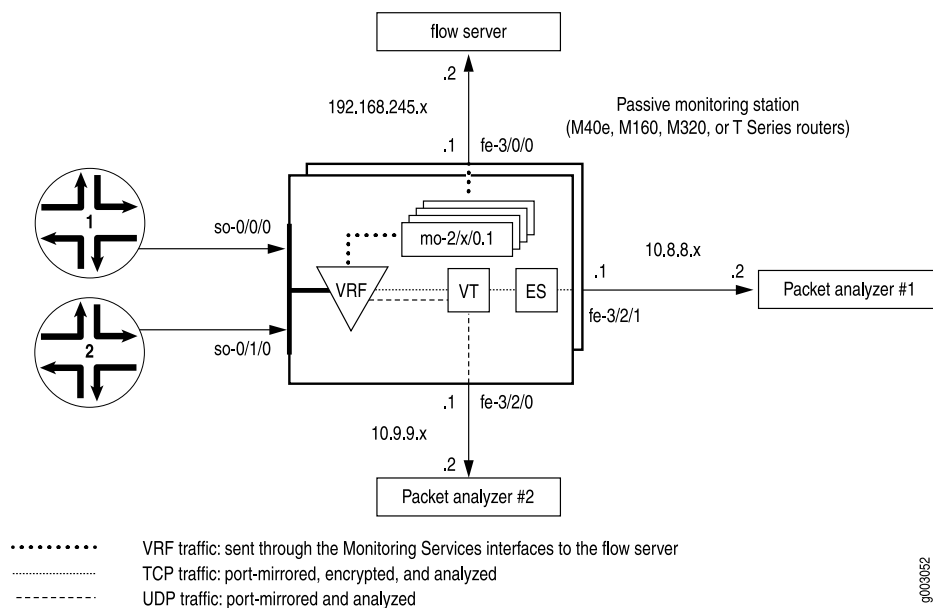 flow server
.2
192.168.245.x
Passive monitoring station
(M40e, M160, M320, or T Series routers)
.1
fe-3/0/0
1
so-0/0/0
mo-2/x/0.1
10.8.8.x
.1
.2
VRF
VT
ES
Packet analyzer #1
fe-3/2/1
2
so-0/1/0
.1
fe-3/2/0
10.9.9.x
.2
Packet analyzer #2
VRF traffic: sent through the Monitoring Services interfaces to the flow server
TCP traffic: port-mirrored, encrypted, and analyzed
UDP traffic: port-mirrored and analyzed
g003052